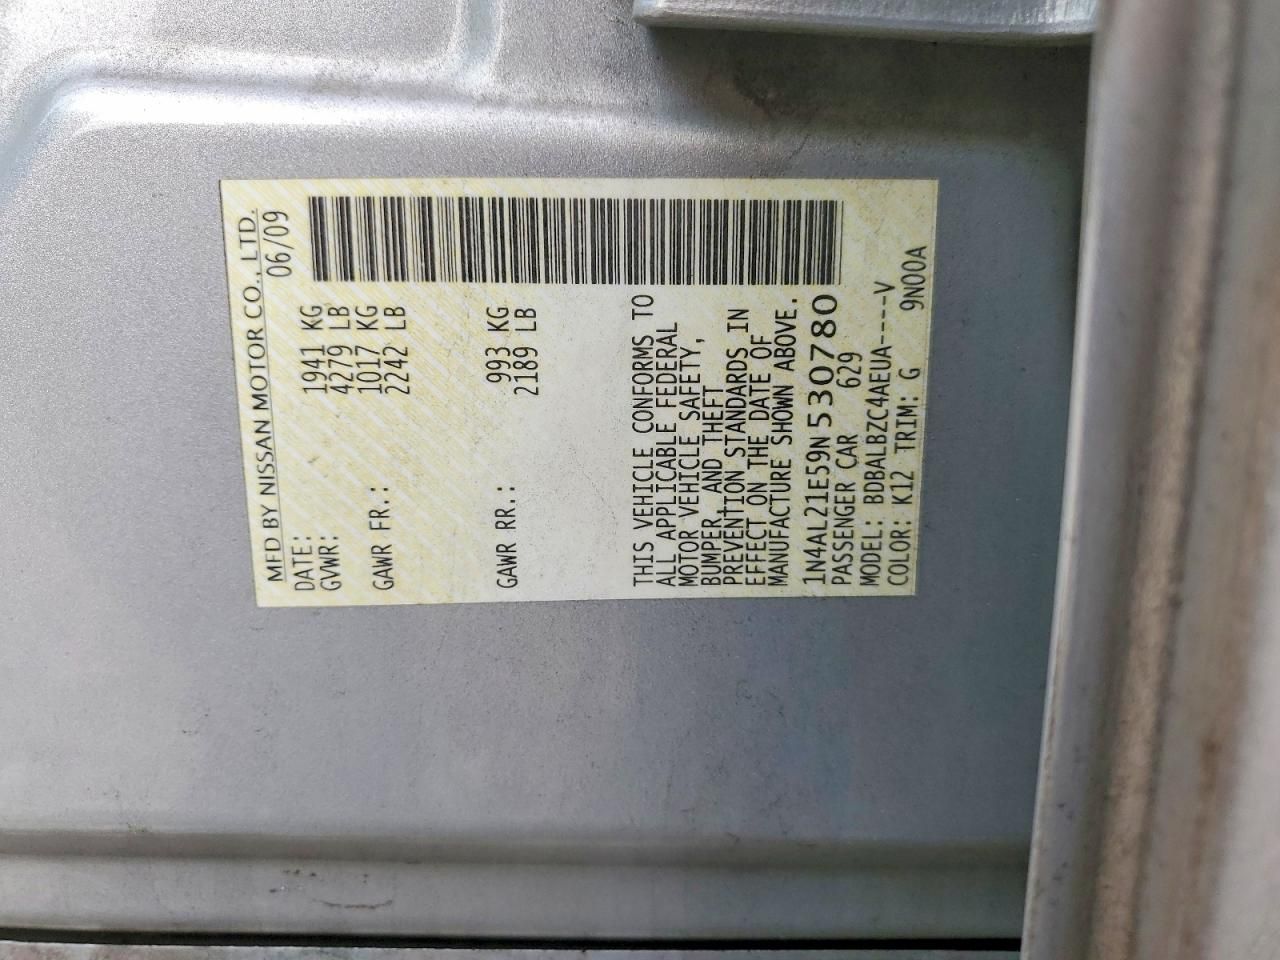 MFD BY NISSAN MOTOR CO., LTD.
DATE: 06/09
GVWR: 1941 KG
4279 LB
GAWR FR.: 1017 KG
2242 LB
GAWR RR.: 993 KG
2189 LB
THIS VEHICLE CONFORMS TO
ALL APPLICABLE FEDERAL
MOTOR VEHICLE SAFETY,
BUMPER, AND THEFT
PREVENTION STANDARDS IN
EFFECT ON THE DATE OF
MANUFACTURE SHOWN ABOVE.
1N4AL21E59N530780
PASSENGER CAR 629
MODEL: BDBALBZC4AEUA----V
COLOR: K12 TRIM: G 9N00A